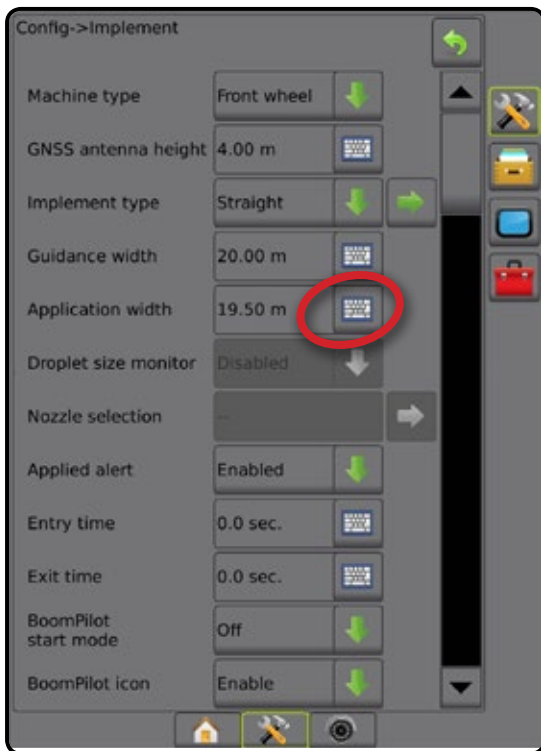 Config->Implement
Machine type Front wheel
GNSS antenna height 4.00 m
Implement type Straight
Guidance width 20.00 m
Application width 19.50 m
Droplet size monitor Disabled
Nozzle selection --
Applied alert Enabled
Entry time 0.0 sec.
Exit time 0.0 sec.
BoomPilot
start mode Off
BoomPilot icon Enable